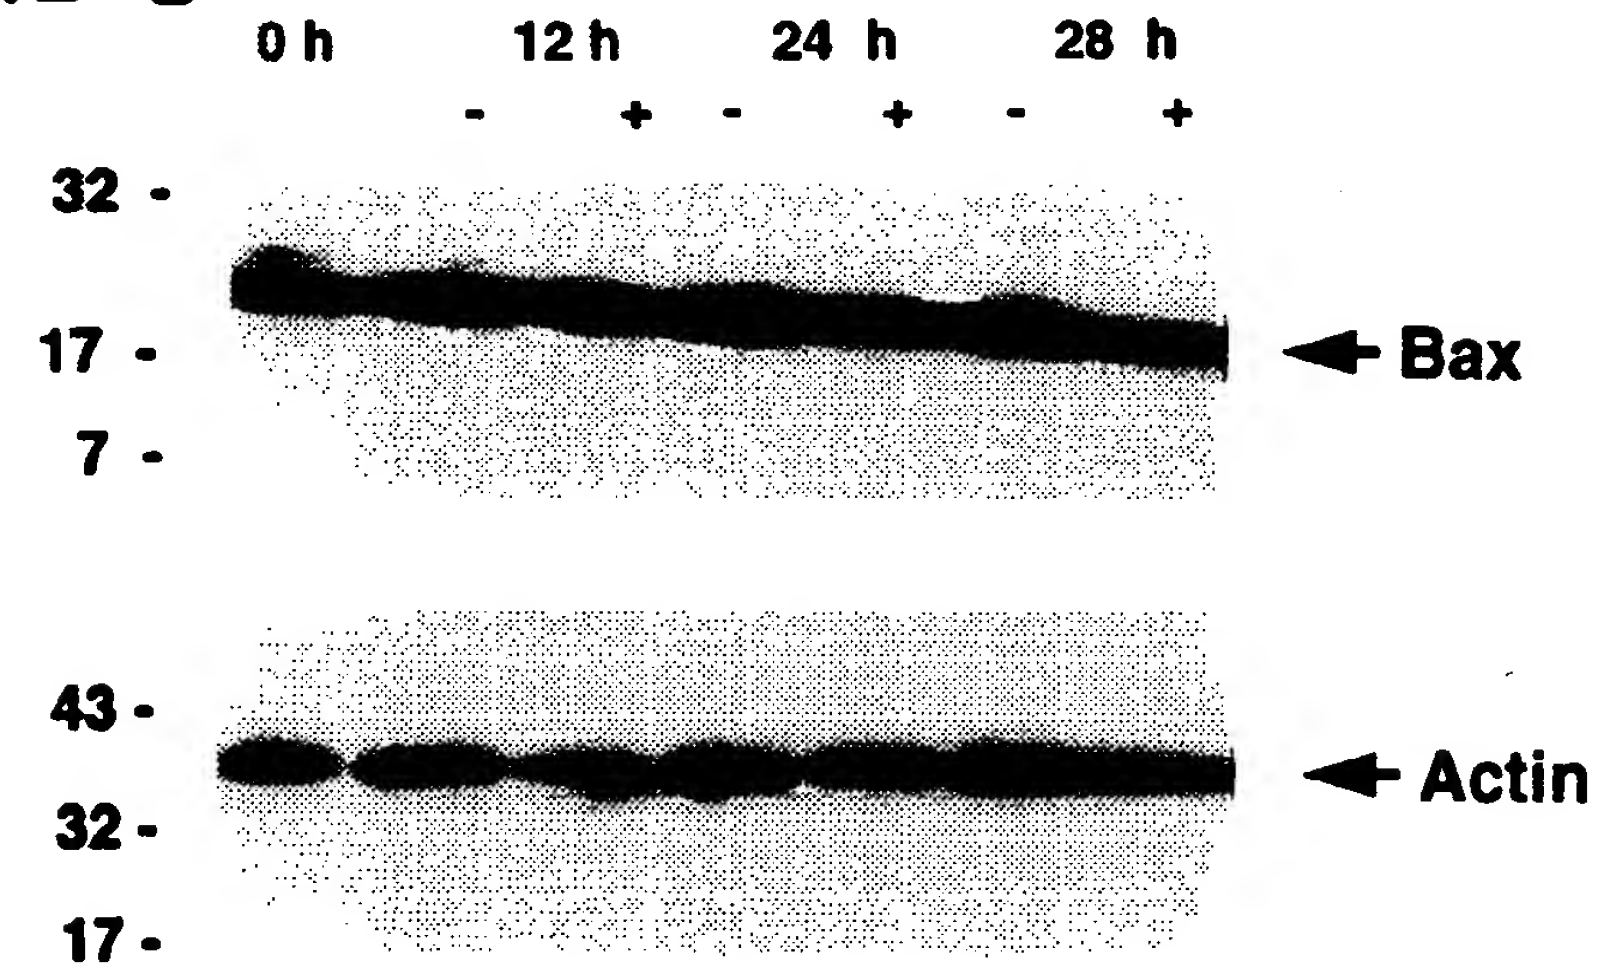 0 h 12 h 24 h 28 h
- + - + - +
32 -
17 - Bax
7 -
43 -
Actin
32 -
17 -